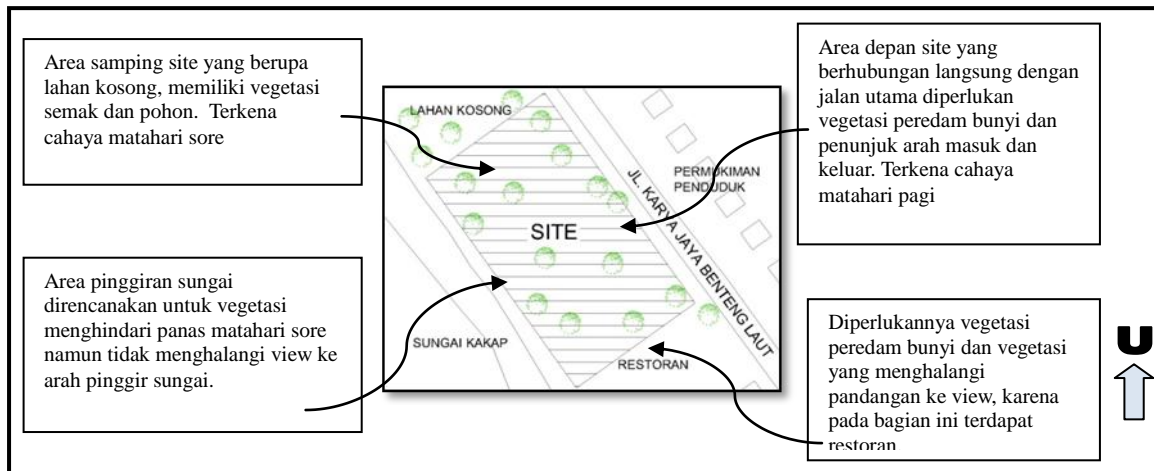 Area samping site yang berupa
lahan kosong, memiliki vegetasi
semak dan pohon. Terkena
cahaya matahari sore
Area pinggiran sungai
direncanakan untuk vegetasi
menghindari panas matahari sore
namun tidak menghalangi view ke
arah pinggir sungai.
LAHAN KOSONG
PERMUKIMAN
PENDUDUK
JL. KARYA JAYA BENTENG LAUT
SITE
SUNGAI KAKAP
RESTORAN
Area depan site yang
berhubungan langsung dengan
jalan utama diperlukan
vegetasi peredam bunyi dan
penunjuk arah masuk dan
keluar. Terkena cahaya
matahari pagi
Diperlukannya vegetasi
peredam bunyi dan vegetasi
yang menghalangi
pandangan ke view, karena
pada bagian ini terdapat
restoran
U